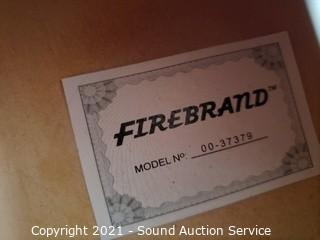 FIREBRAND™
MODEL Nº: 00-37379
Copyright 2021 - Sound Auction Service